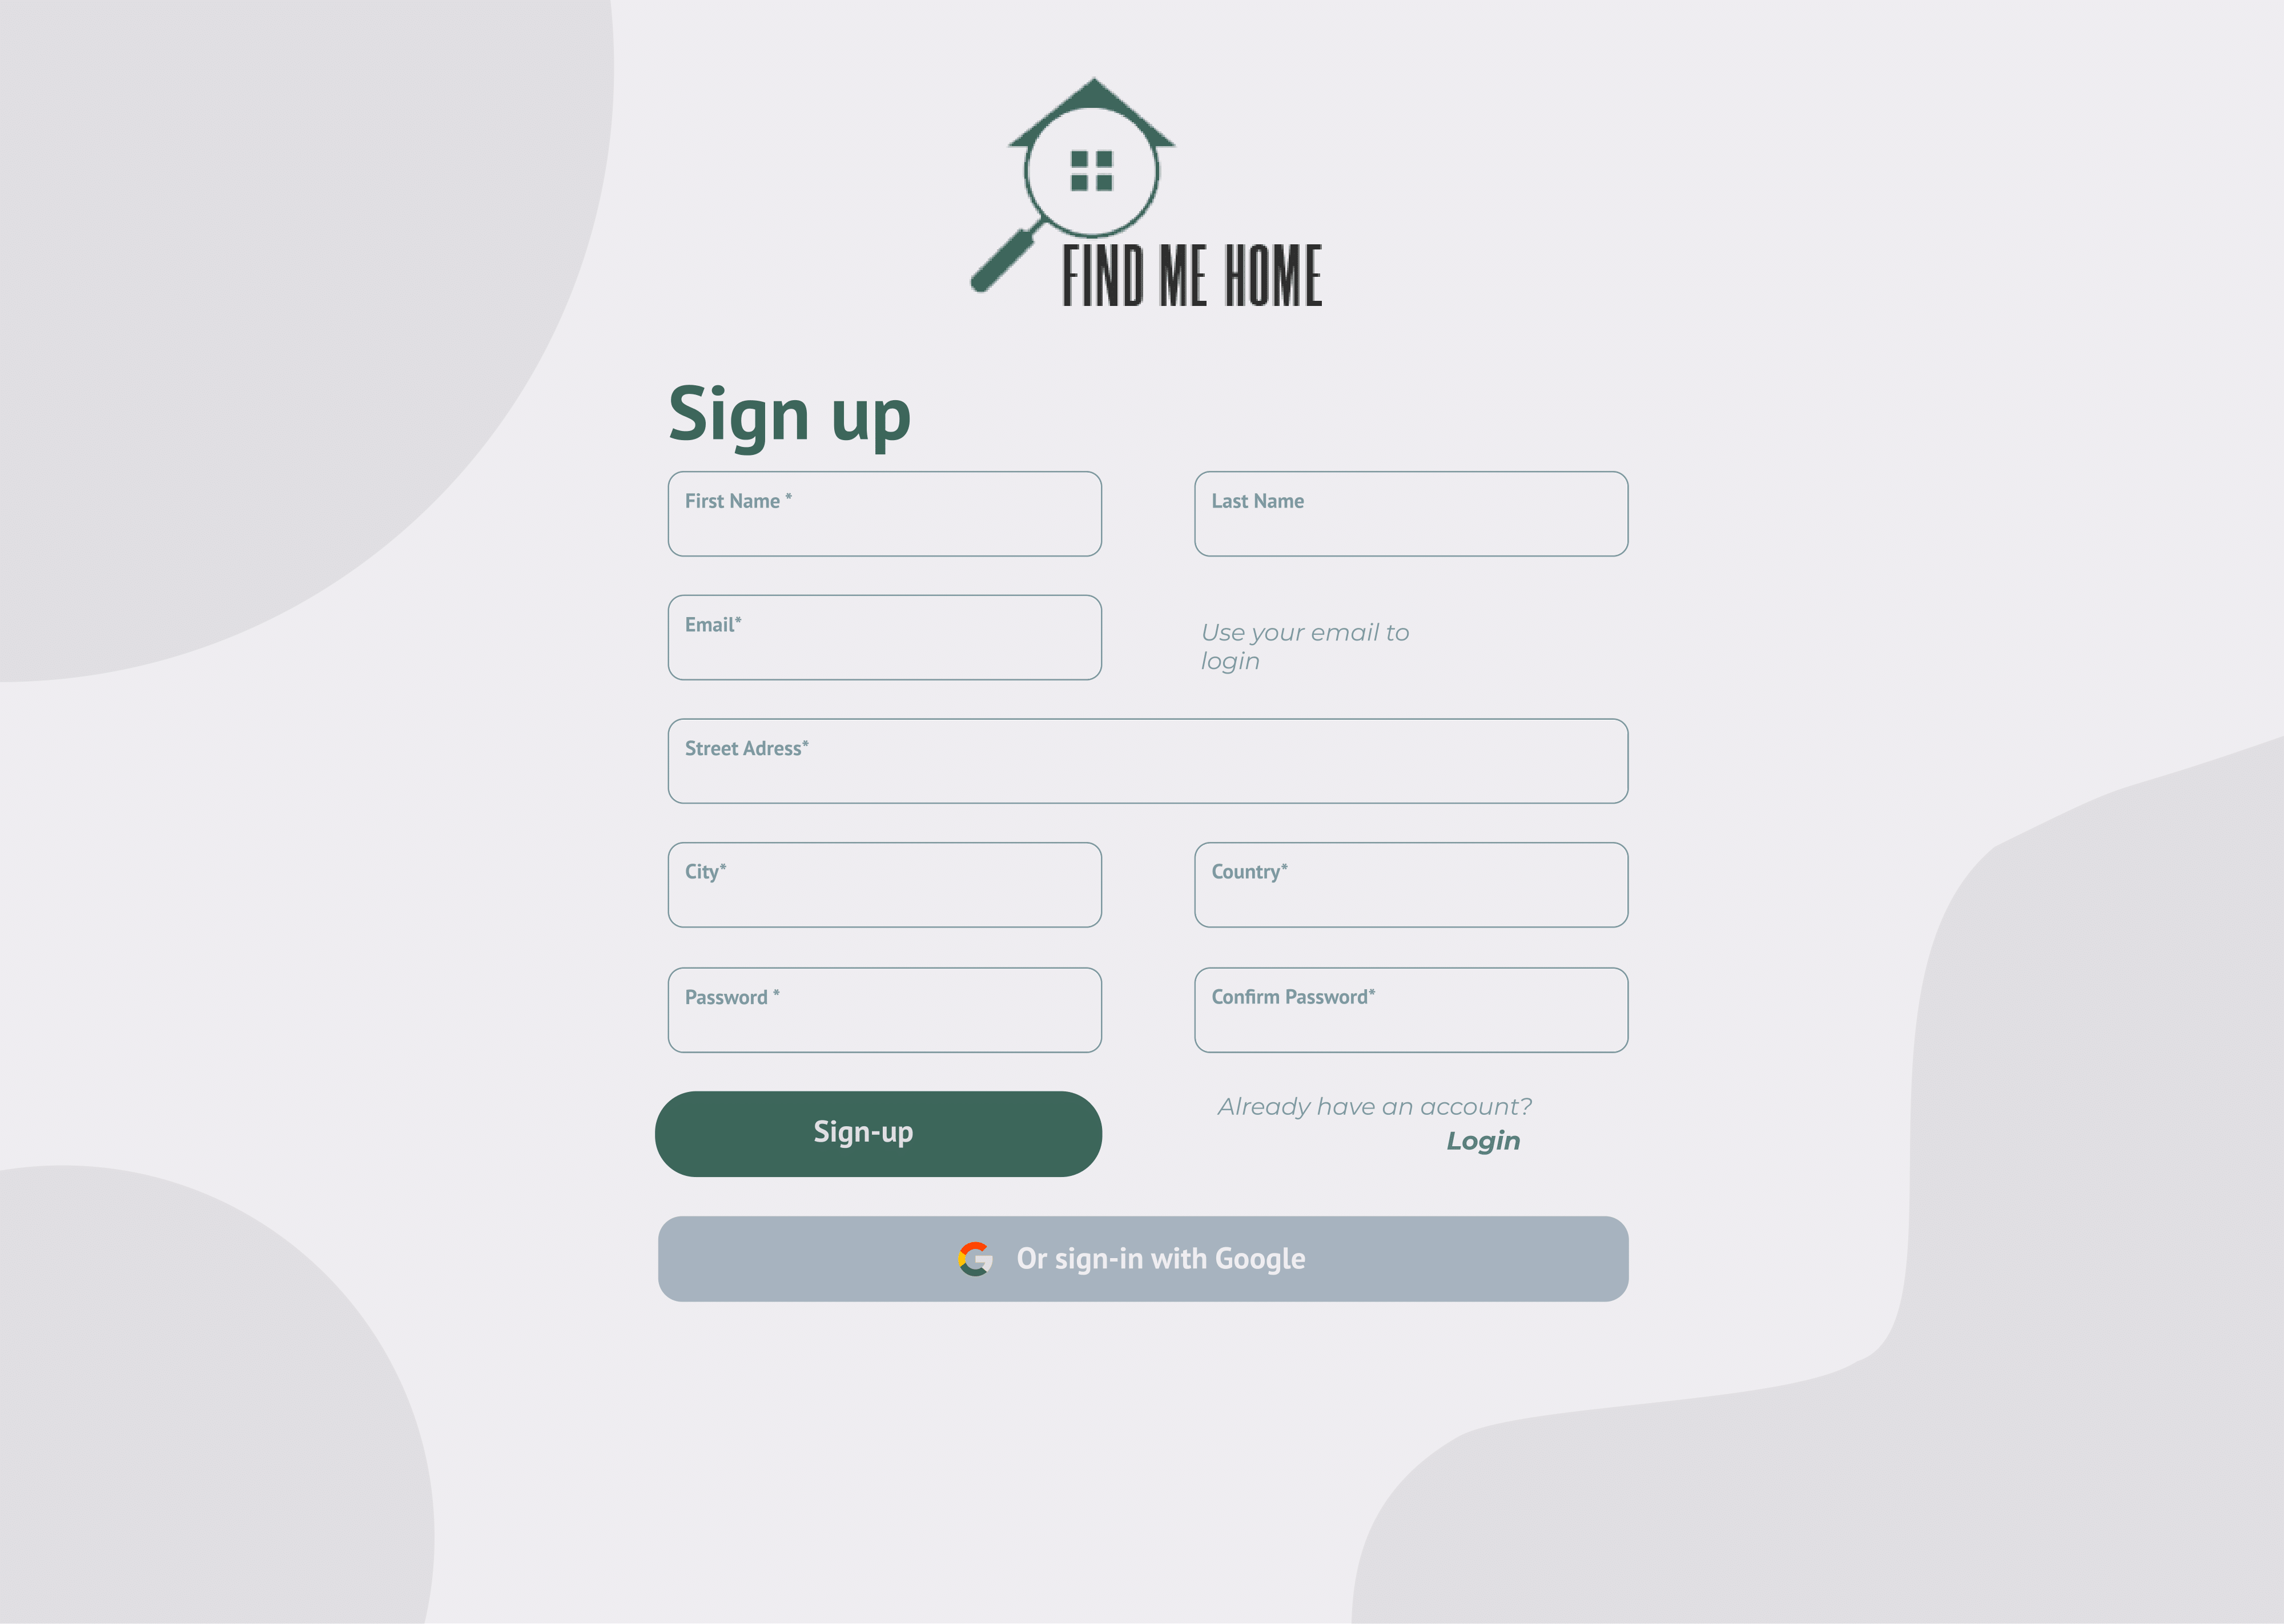 FIND ME HOME
Sign up
First Name *
Last Name
Email*
Use your email to
login
Street Adress*
City*
Country*
Password *
Confirm Password*
Sign-up
Already have an account?
Login
Or sign-in with Google